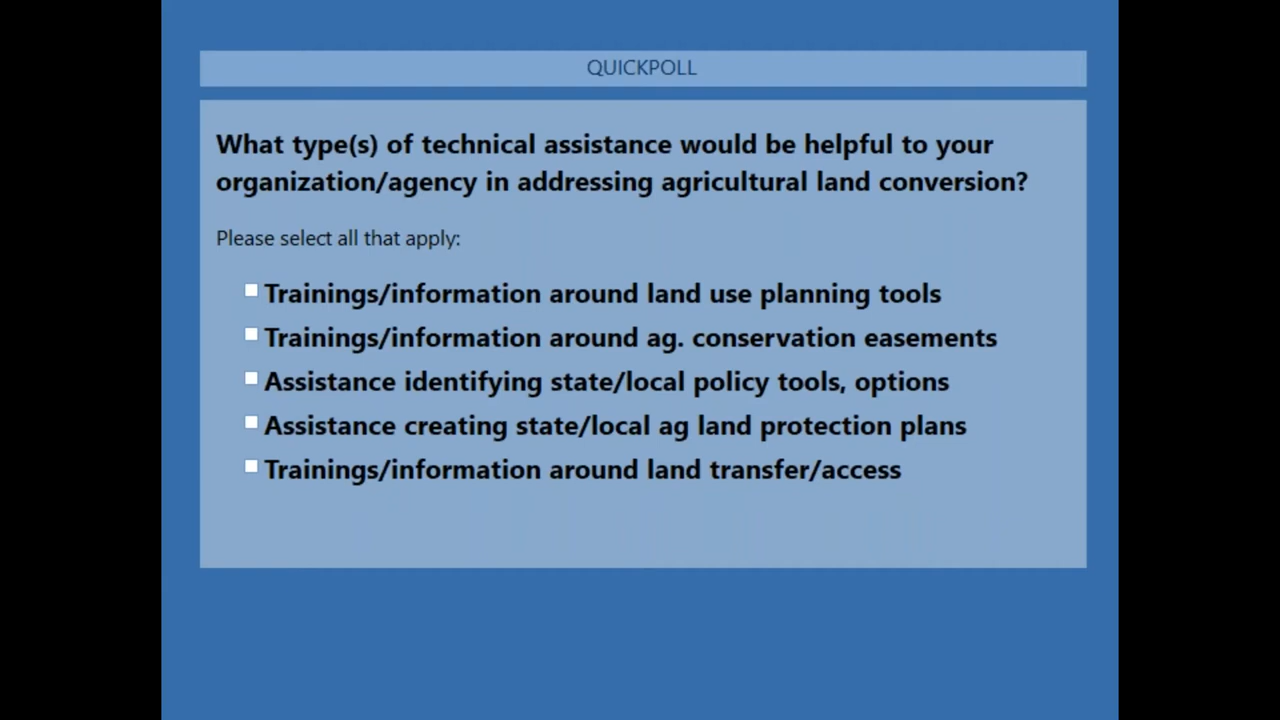 QUICKPOLL
What type(s) of technical assistance would be helpful to your
organization/agency in addressing agricultural land conversion?
Please select all that apply:
Trainings/information around land use planning tools
Trainings/information around ag. conservation easements
Assistance identifying state/local policy tools, options
Assistance creating state/local ag land protection plans
Trainings/information around land transfer/access